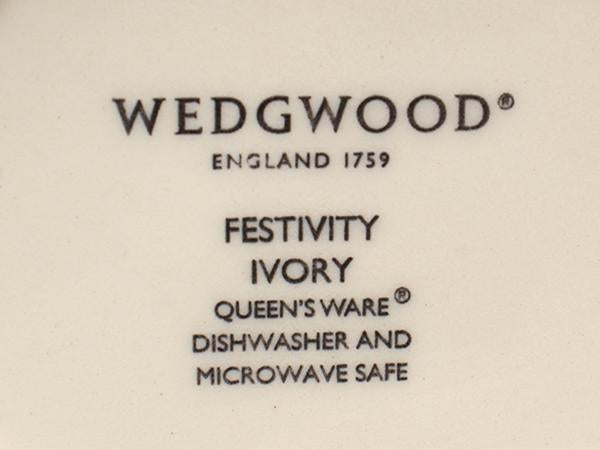 WEDGWOOD®
ENGLAND 1759
FESTIVITY
IVORY
QUEEN'S WARE®
DISHWASHER AND
MICROWAVE SAFE